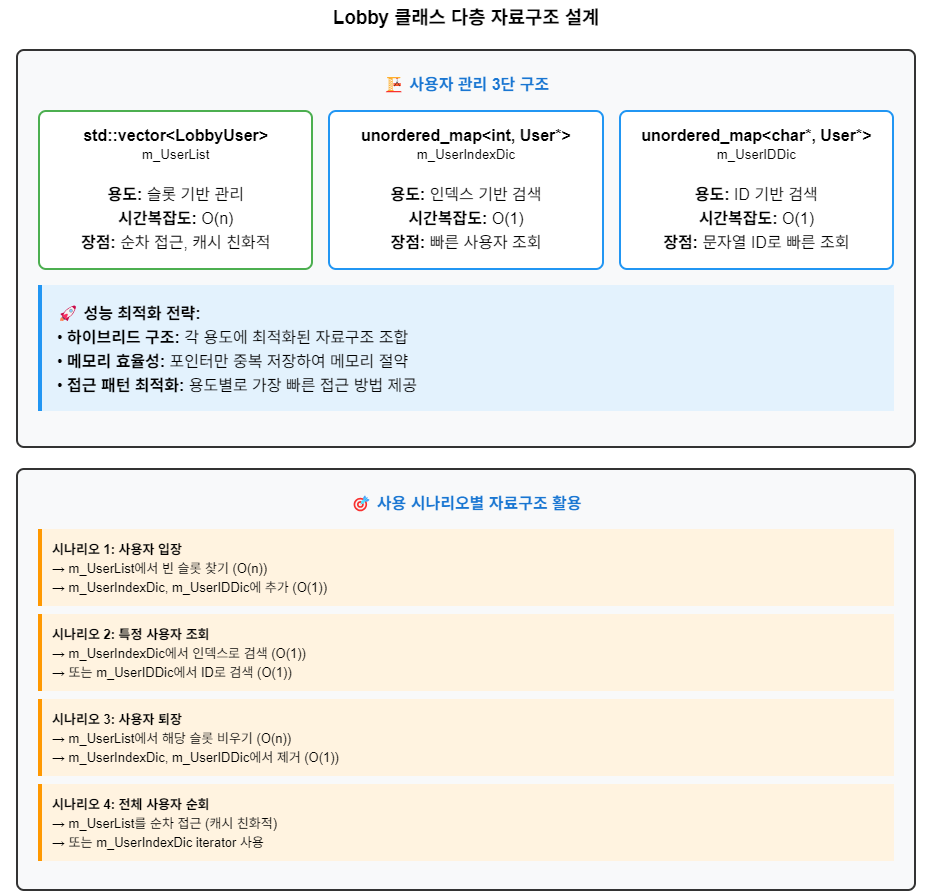 Lobby 클래스 다층 자료구조 설계
사용자 관리 3단 구조
std::vector<LobbyUser>
m_UserList
용도: 슬롯 기반 관리
시간복잡도: O(n)
장점: 순차 접근, 캐시 친화적
unordered_map<int, User*>
m_UserIndexDic
용도: 인덱스 기반 검색
시간복잡도: O(1)
장점: 빠른 사용자 조회
unordered_map<char*, User*>
m_UserIDDic
용도: ID 기반 검색
시간복잡도: O(1)
장점: 문자열 ID로 빠른 조회
🚀 성능 최적화 전략:
• 하이브리드 구조: 각 용도에 최적화된 자료구조 조합
• 메모리 효율성: 포인터만 중복 저장하여 메모리 절약
• 접근 패턴 최적화: 용도별로 가장 빠른 접근 방법 제공
🎯 사용 시나리오별 자료구조 활용
시나리오 1: 사용자 입장
→ m_UserList에서 빈 슬롯 찾기 (O(n))
→ m_UserIndexDic, m_UserIDDic에 추가 (O(1))
시나리오 2: 특정 사용자 조회
→ m_UserIndexDic에서 인덱스로 검색 (O(1))
→ 또는 m_UserIDDic에서 ID로 검색 (O(1))
시나리오 3: 사용자 퇴장
→ m_UserList에서 해당 슬롯 비우기 (O(n))
→ m_UserIndexDic, m_UserIDDic에서 제거 (O(1))
시나리오 4: 전체 사용자 순회
→ m_UserList를 순차 접근 (캐시 친화적)
→ 또는 m_UserIndexDic iterator 사용